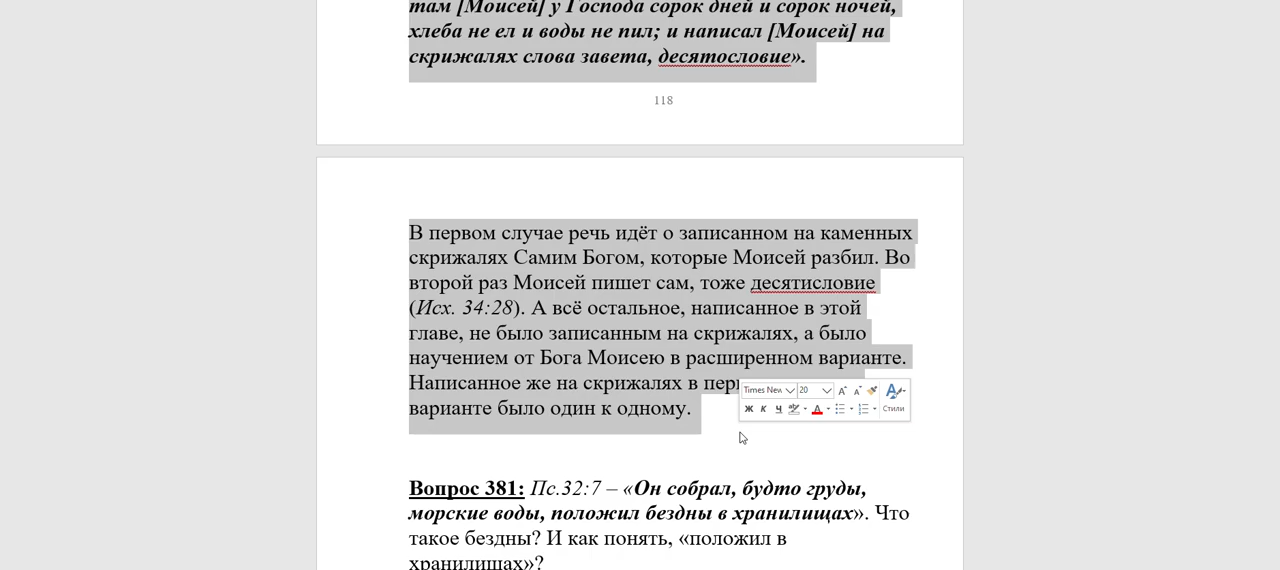 там [Моисей] у Господа сорок дней и сорок ночей,
хлеба не ел и воды не пил; и написал [Моисей] на
скрижалях слова завета, десятословие».
118
В первом случае речь идёт о записанном на каменных
скрижалях Самим Богом, которые Моисей разбил. Во
второй раз Моисей пишет сам, тоже десятисловие
(Исх. 34:28). А всё остальное, написанное в этой
главе, не было записанным на скрижалях, а было
научением от Бога Моисею в расширенном варианте.
Написанное же на скрижалях в
варианте было один к одному.
Times New 20
Ж К Ч
Стили
Вопрос 381: Пс.32:7 – «Он собрал, будто груды,
морские воды, положил бездны в хранилищах». Что
такое бездны? И как понять, «положил в
хранилищах»?